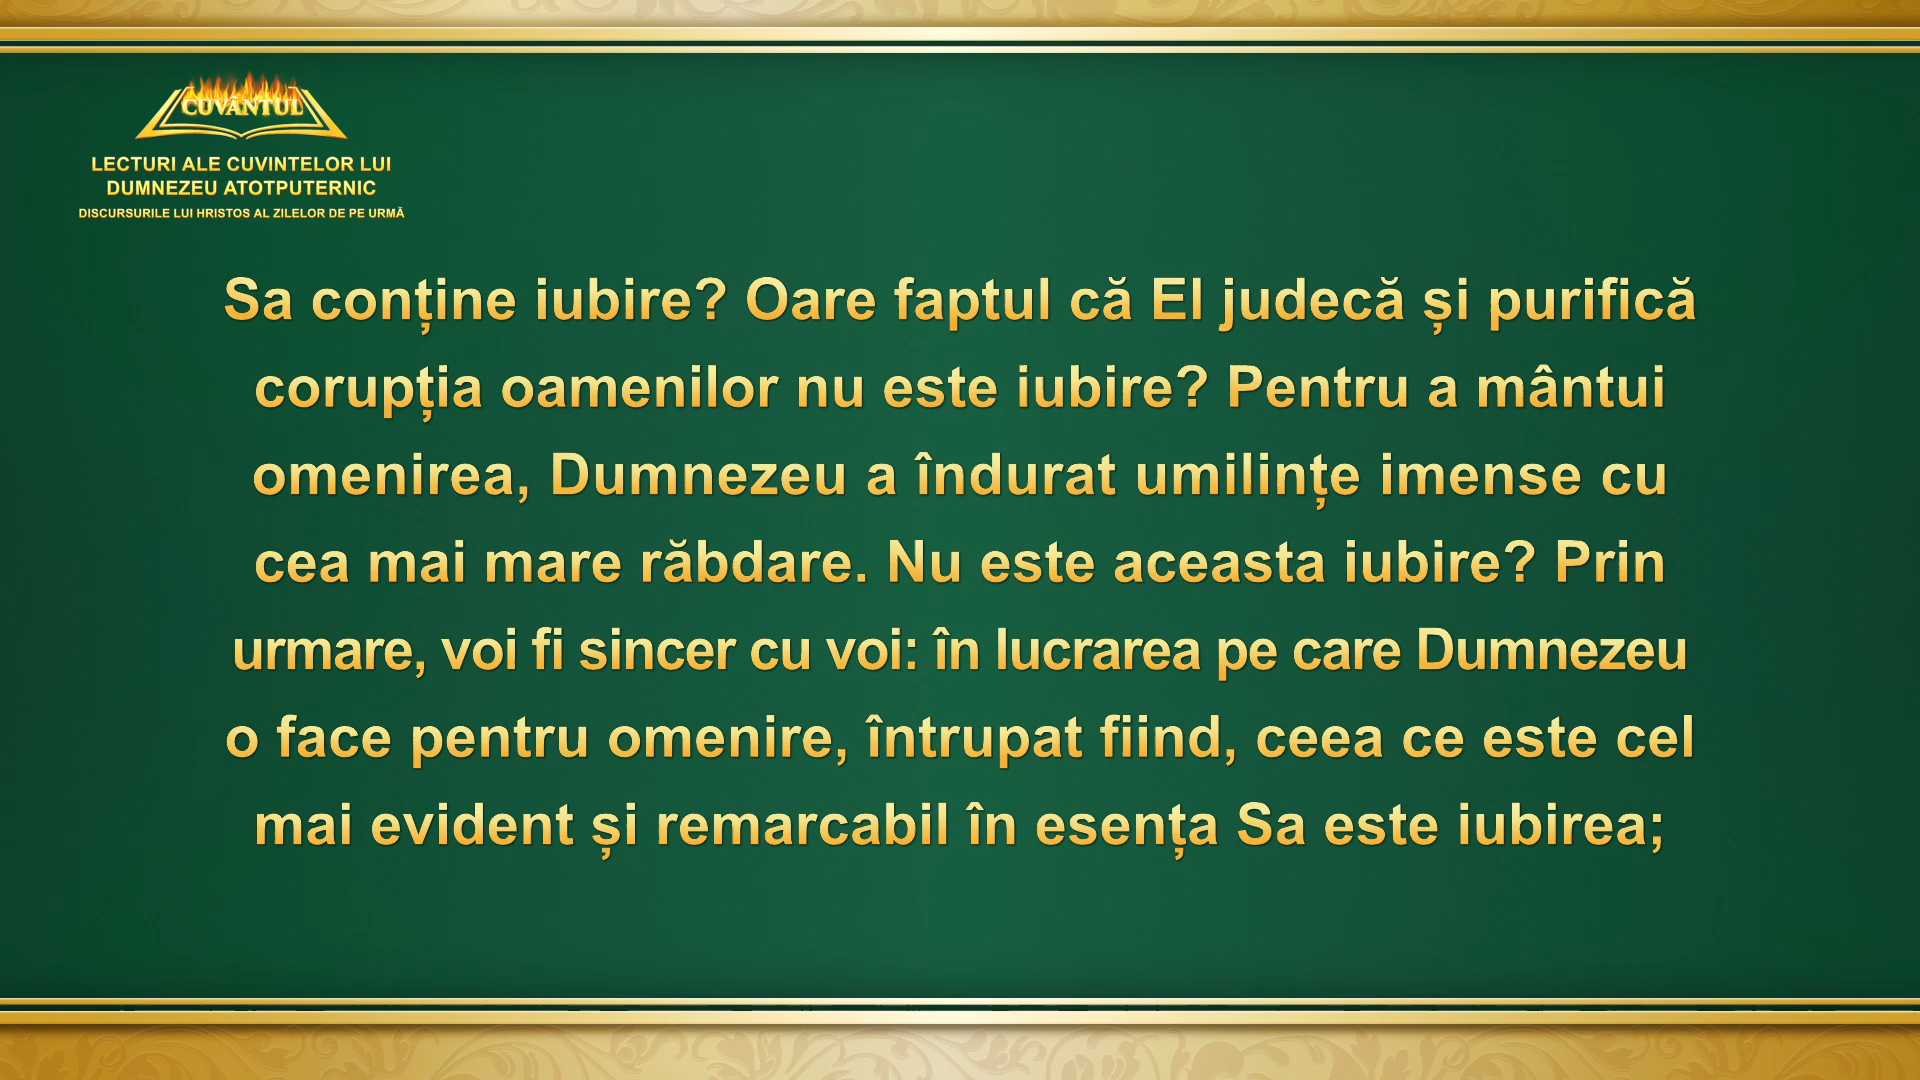 CUVÂNTUL
LECTURI ALE CUVINTELOR LUI
DUMNEZEU ATOTPUTERNIC
DISCURSURILE LUI HRISTOS AL ZILELOR DE PE URMĂ
Sa conține iubire? Oare faptul că El judecă și purifică
corupția oamenilor nu este iubire? Pentru a mântui
omenirea, Dumnezeu a îndurat umilințe imense cu
cea mai mare răbdare. Nu este aceasta iubire? Prin
urmare, voi fi sincer cu voi: în lucrarea pe care Dumnezeu
o face pentru omenire, întrupat fiind, ceea ce este cel
mai evident și remarcabil în esența Sa este iubirea;